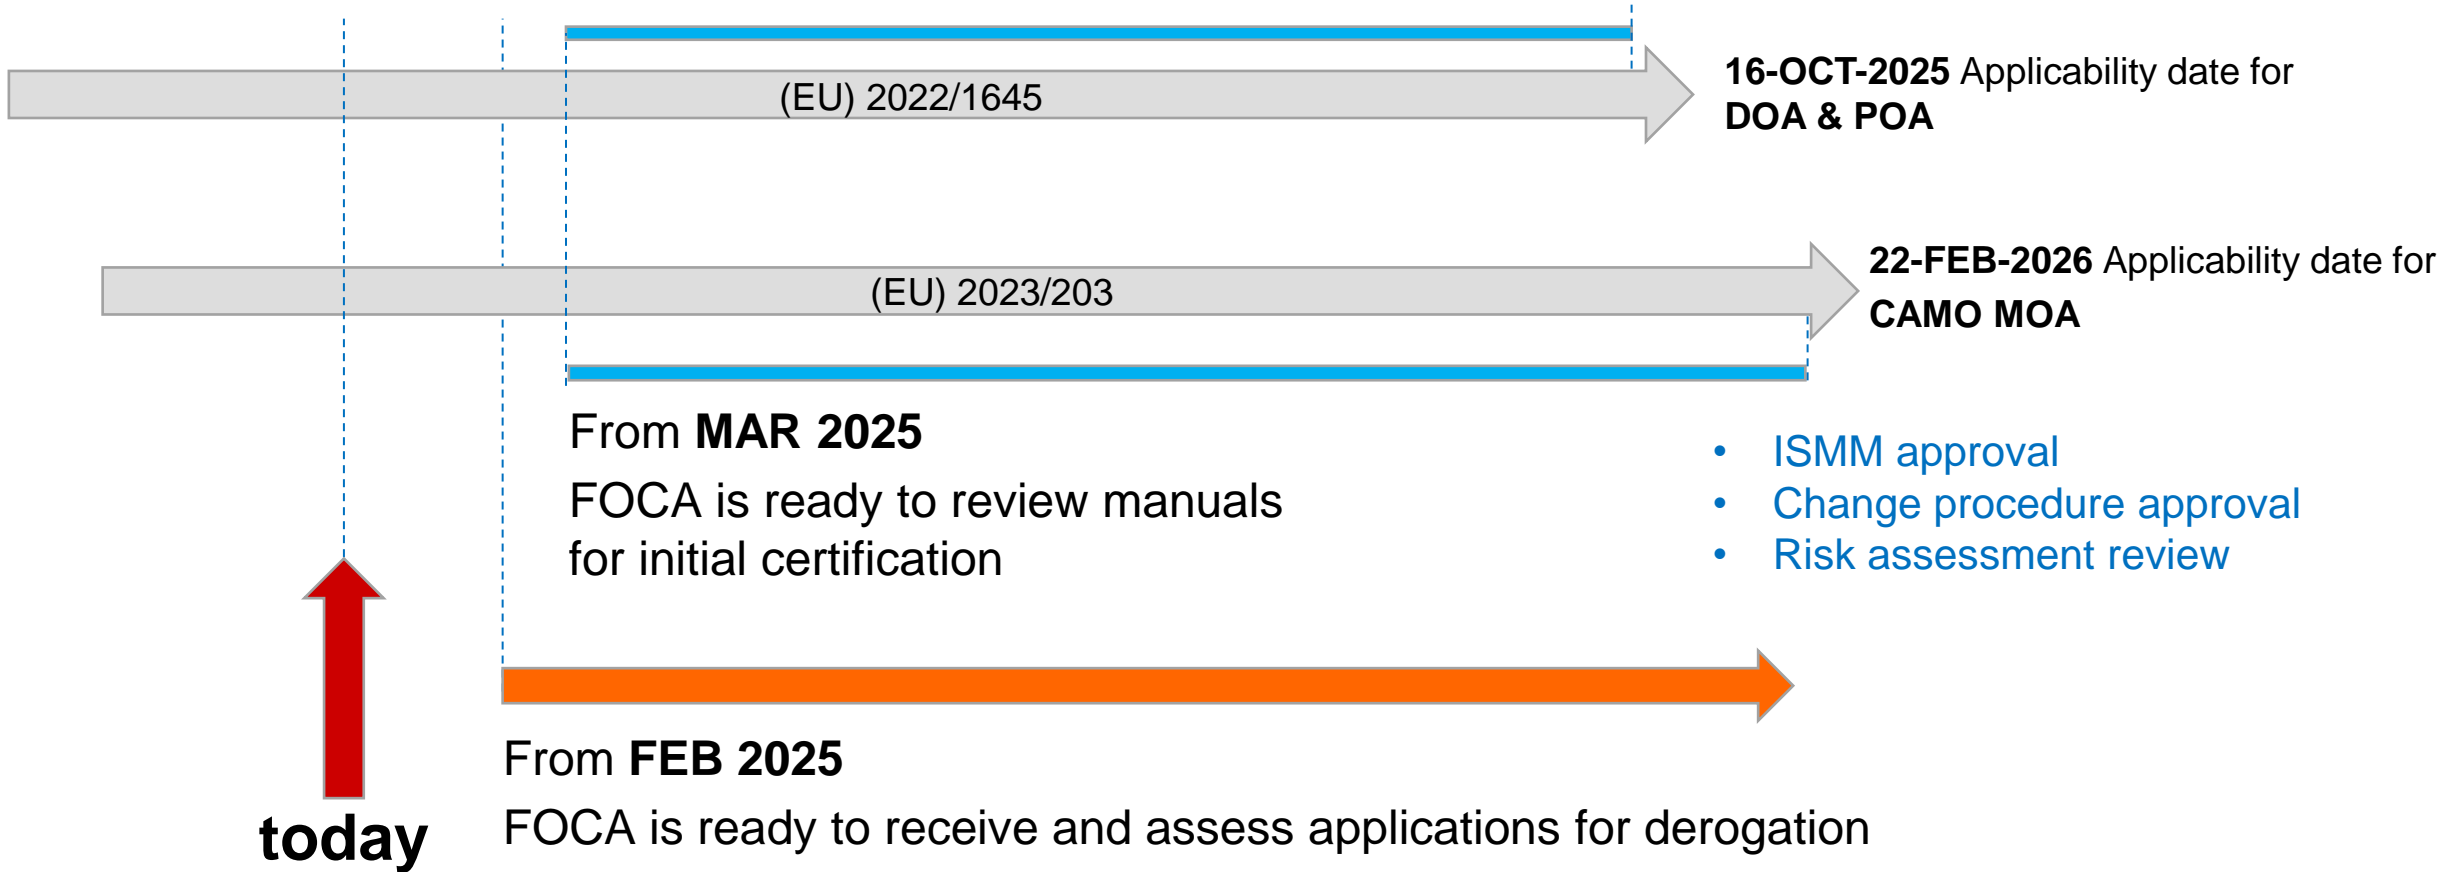 (EU) 2022/1645
16-OCT-2025 Applicability date for
DOA & POA
(EU) 2023/203
22-FEB-2026 Applicability date for
CAMO MOA
From MAR 2025
FOCA is ready to review manuals
for initial certification
• ISMM approval
• Change procedure approval
• Risk assessment review
From FEB 2025
FOCA is ready to receive and assess applications for derogation
today